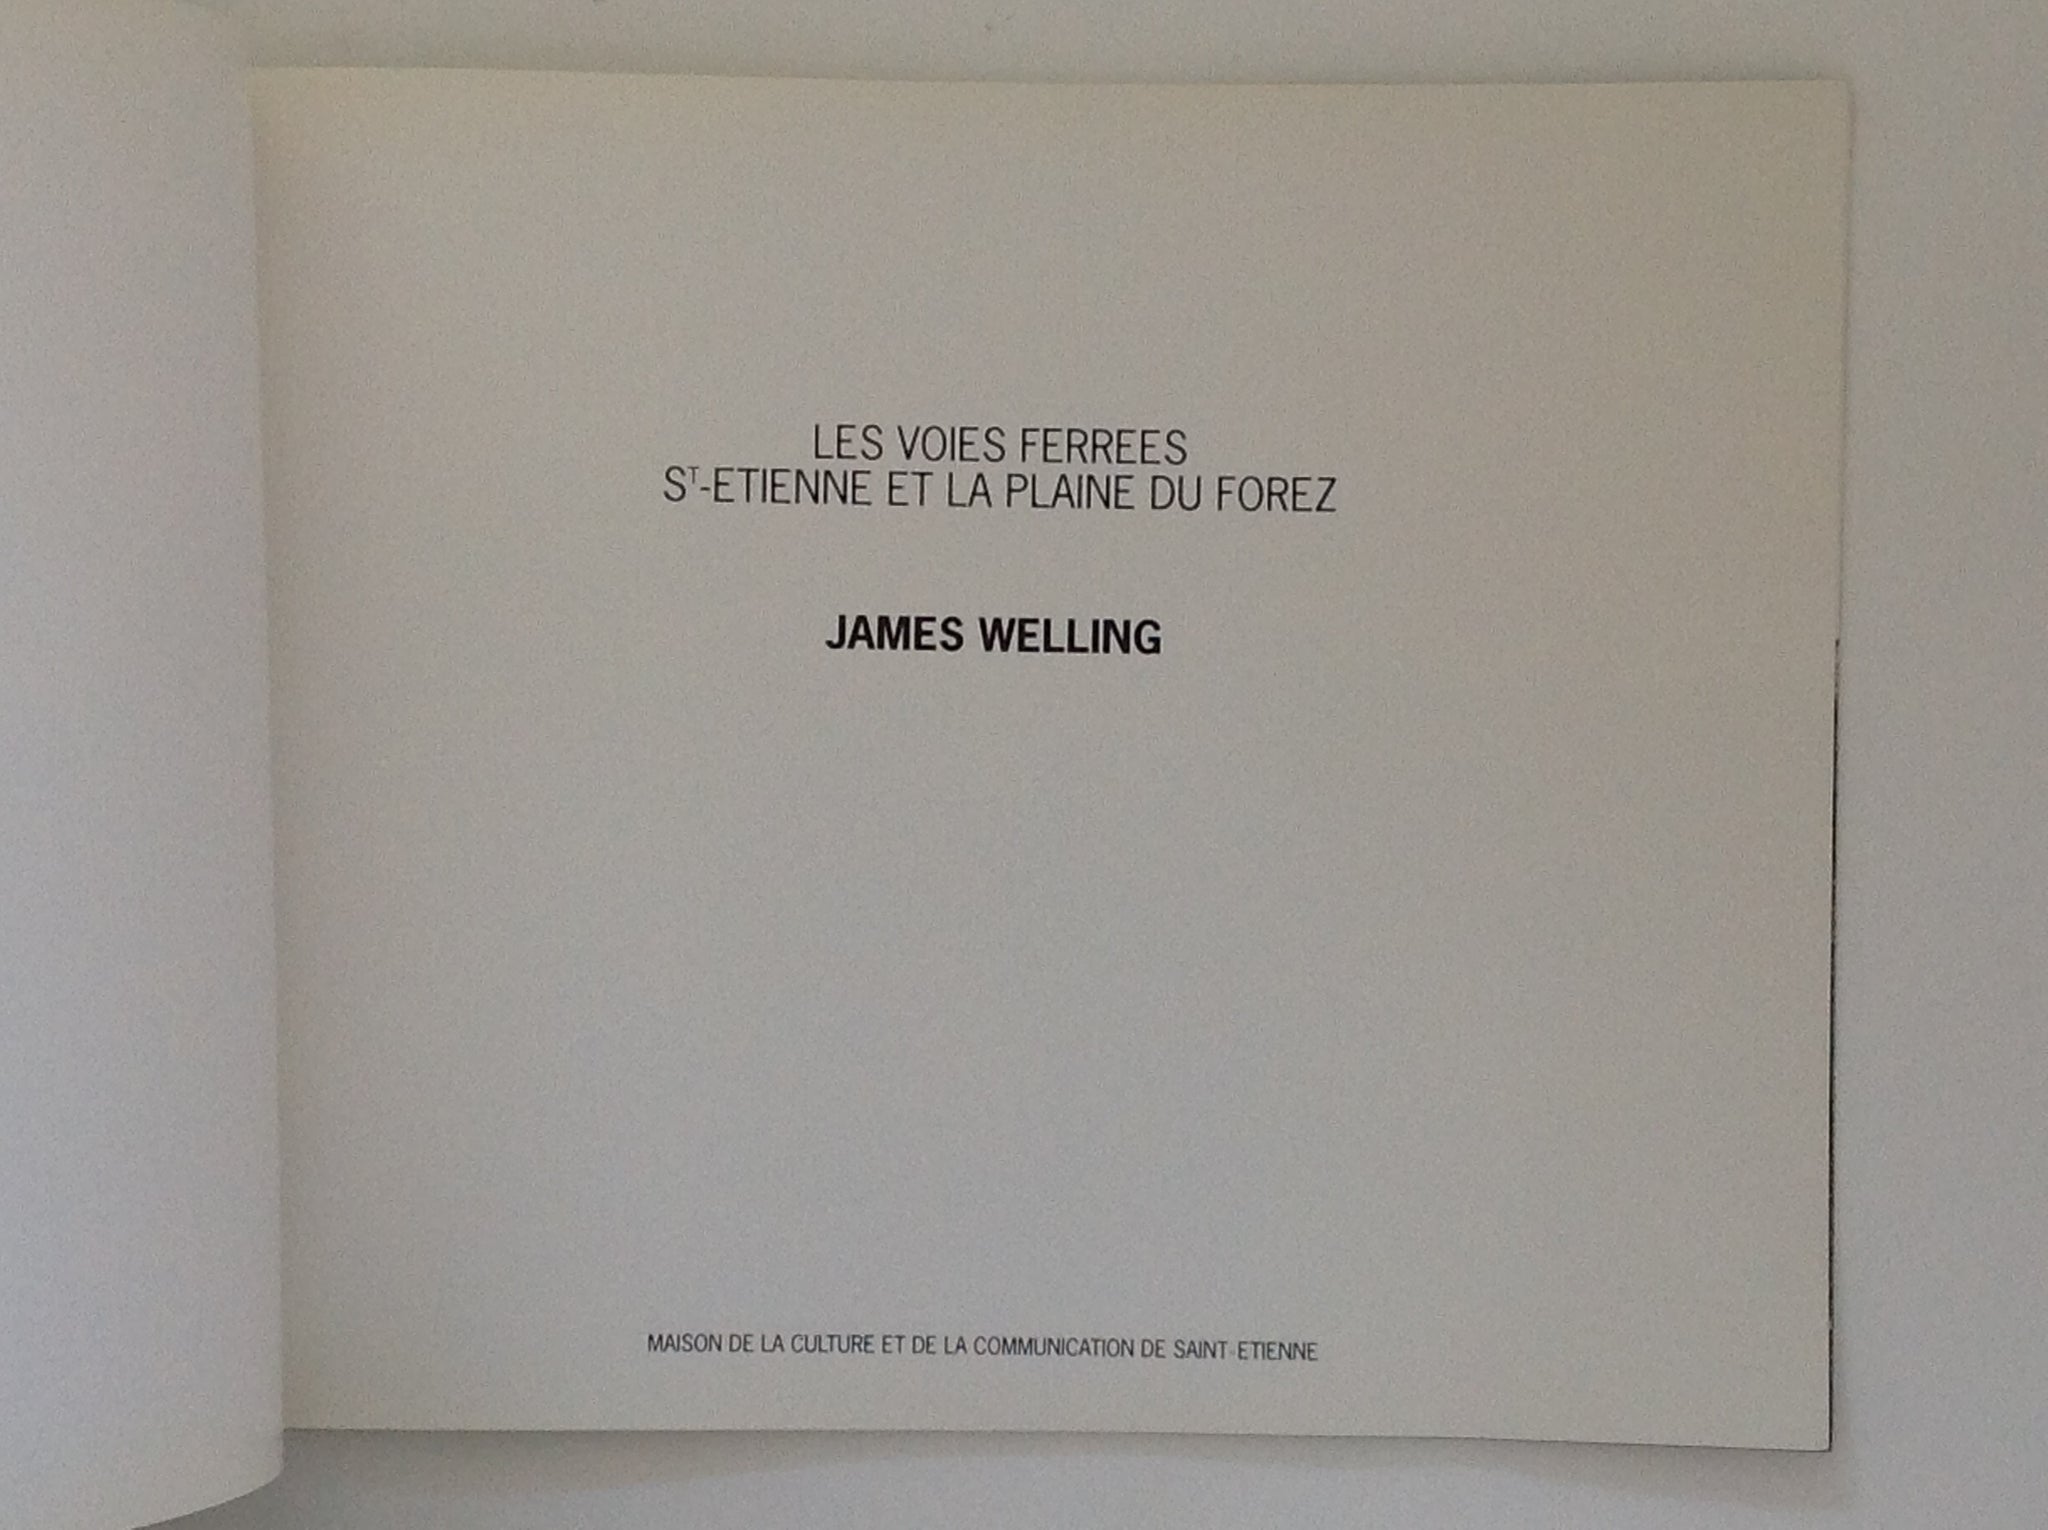 LES VOIES FERREES
ST-ETIENNE ET LA PLAINE DU FOREZ
JAMES WELLING
MAISON DE LA CULTURE ET DE LA COMMUNICATION DE SAINT-ETIENNE